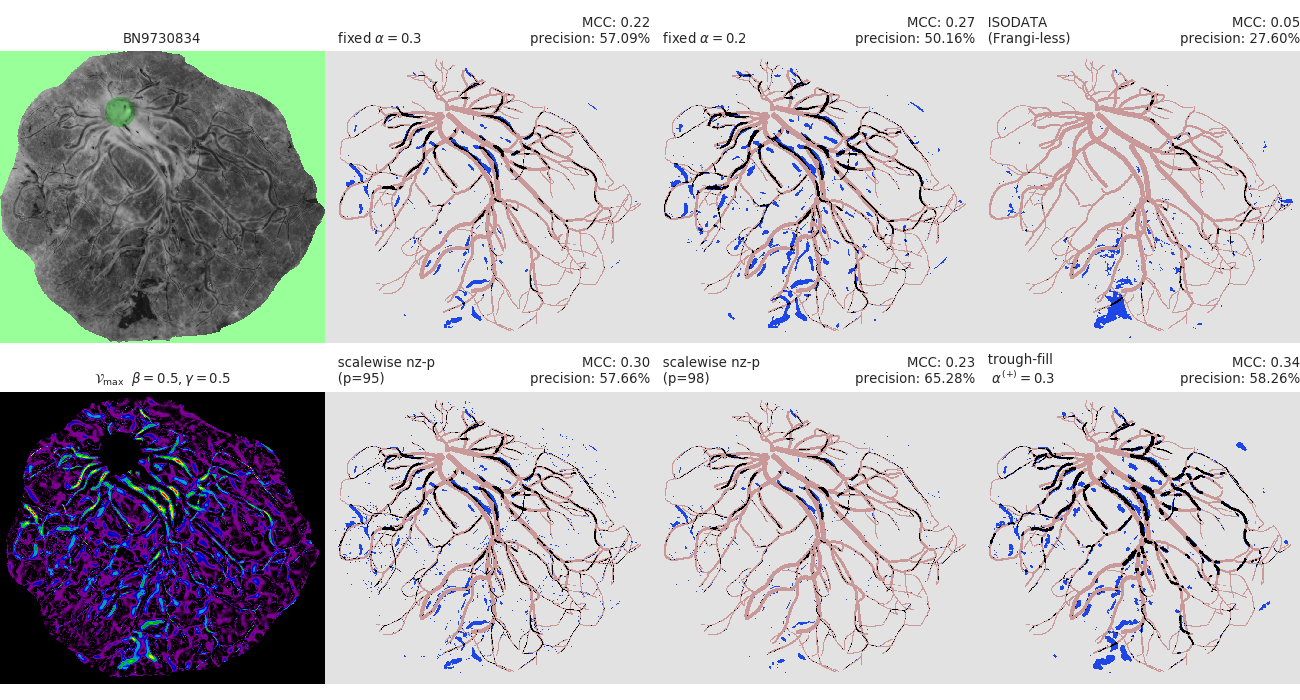 BN9730834
fixed α = 0.3
MCC: 0.22
precision: 57.09%
fixed α = 0.2
MCC: 0.27
precision: 50.16%
ISODATA
(Frangi-less)
MCC: 0.05
precision: 27.60%
𝒱max β = 0.5, γ = 0.5
scalewise nz-p
(p=95)
MCC: 0.30
precision: 57.66%
scalewise nz-p
(p=98)
MCC: 0.23
precision: 65.28%
trough-fill
α(+) = 0.3
MCC: 0.34
precision: 58.26%